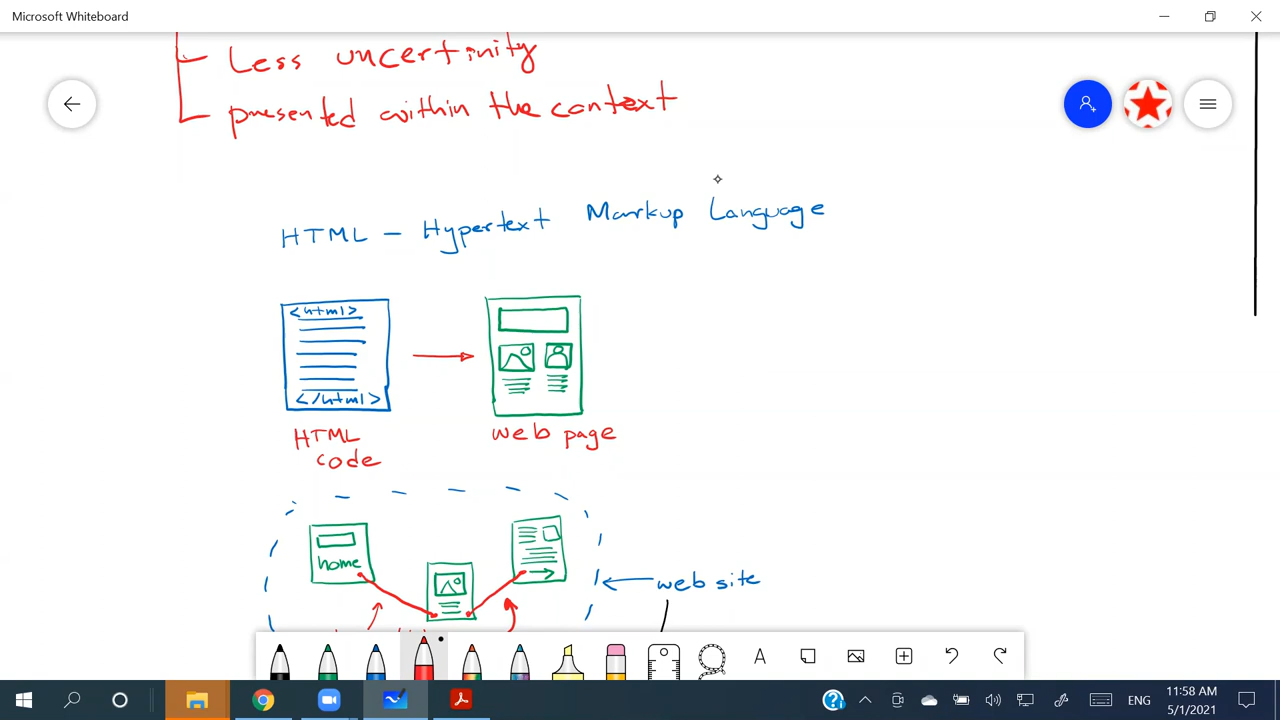 Microsoft Whiteboard
Less uncertinity
presented within the context
HTML – Hypertext Markup Language
<html>
</html>
HTML
code
web page
home
web site
A
ENG
11:58 AM
5/1/2021